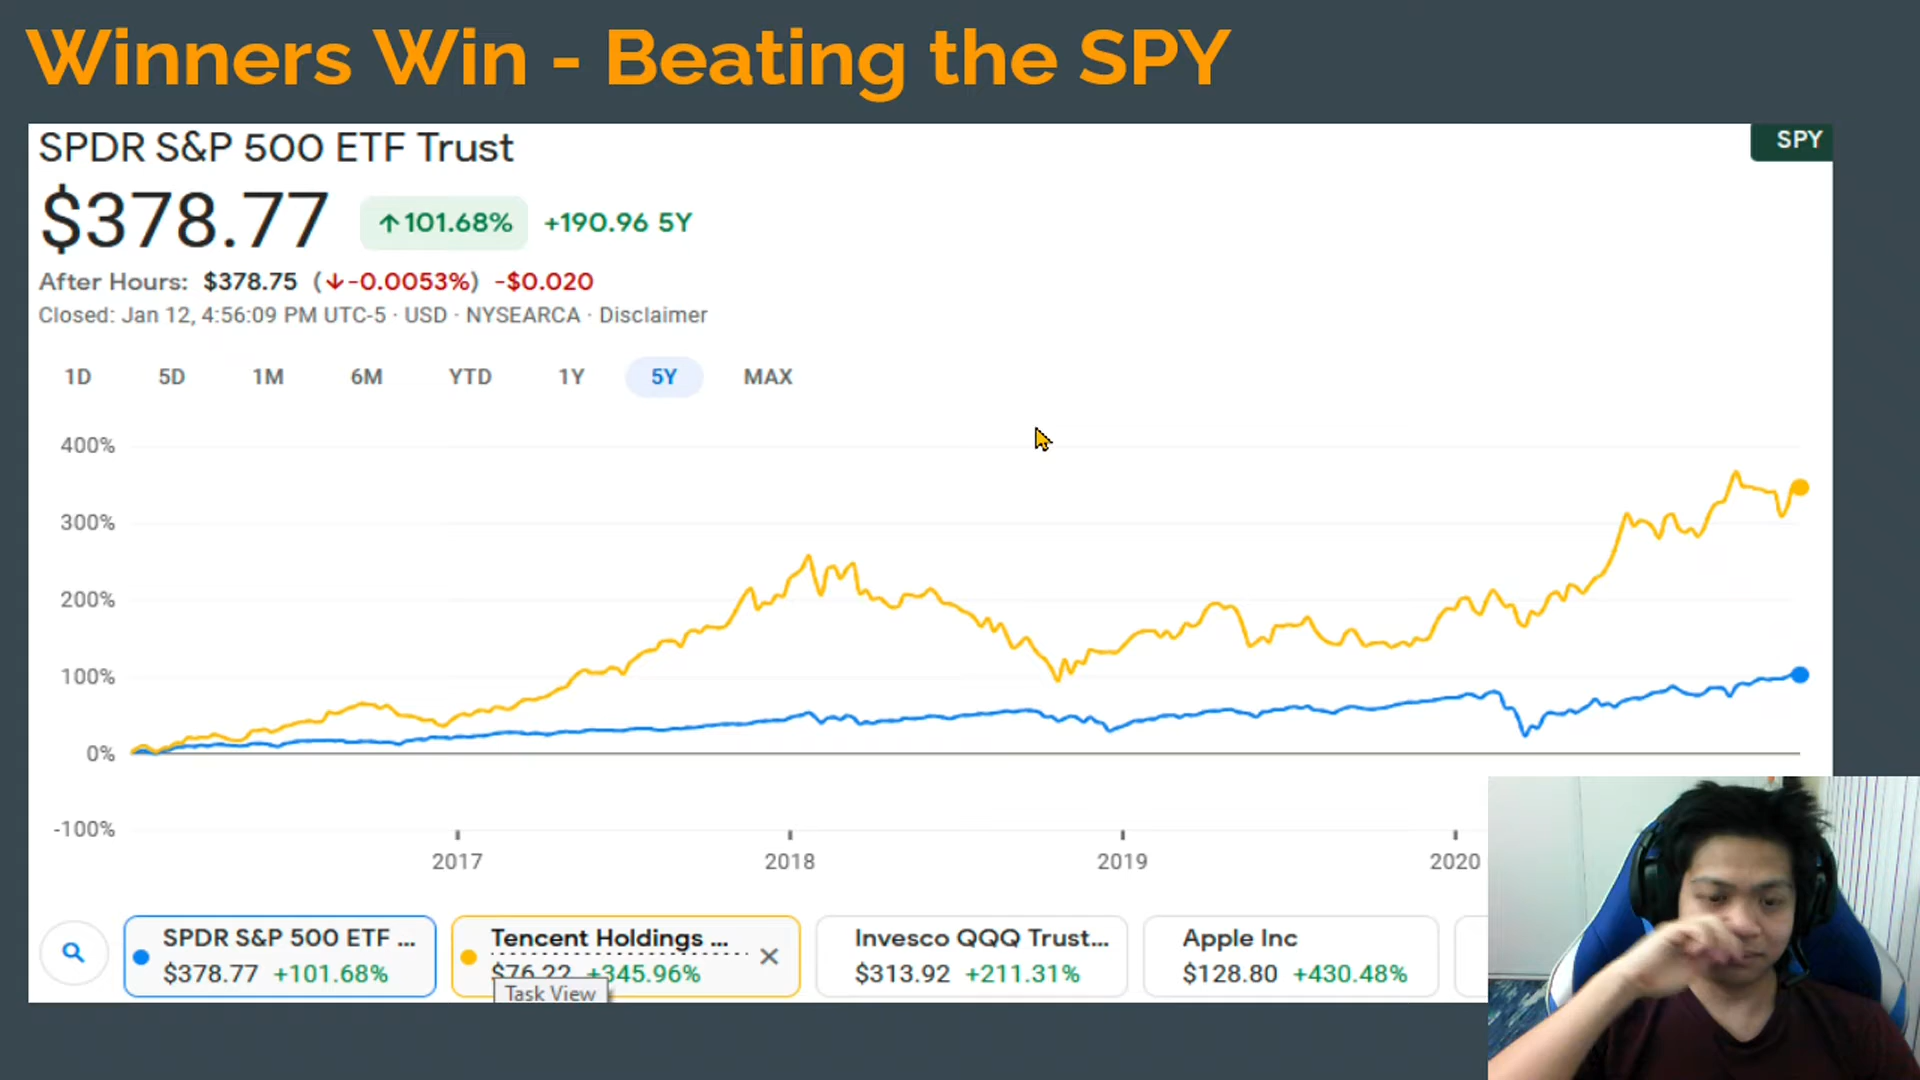 Winners Win - Beating the SPY
SPDR S&P 500 ETF Trust
SPY
$378.77 ↑101.68% +190.96 5Y
After Hours: $378.75 (↓-0.0053%) -$0.020
Closed: Jan 12, 4:56:09 PM UTC-5 · USD · NYSEARCA · Disclaimer
1D 5D 1M 6M YTD 1Y 5Y MAX
400%
300%
200%
100%
0%
-100%
2017 2018 2019 2020
SPDR S&P 500 ETF ... Tencent Holdings ... Invesco QQQ Trust... Apple Inc
$378.77 +101.68% $76.22 +345.96% $313.92 +211.31% $128.80 +430.48%
Task View